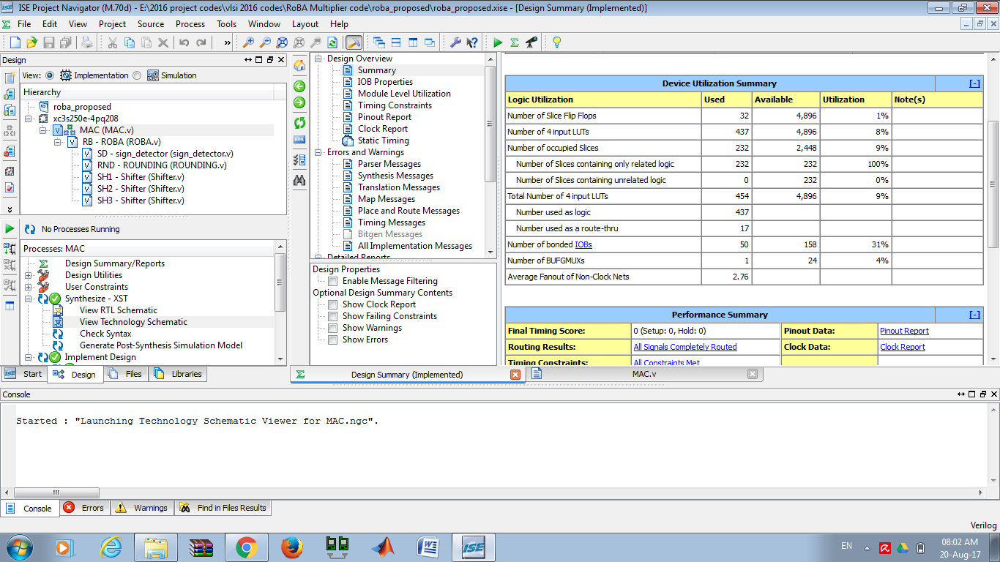 ISE Project Navigator (M.70d) - E:\2016 project codes\vlsi 2016 codes\RoBA Multiplier code\roba_proposed\roba_proposed.xise - [Design Summary (Implemented)]
File Edit View Project Source Process Tools Window Layout Help
Design
View: Implementation Simulation
Hierarchy
roba_proposed
xc3s250e-4pq208
MAC (MAC.v)
RB - ROBA (ROBA.v)
SD - sign_detector (sign_detector.v)
RND - ROUNDING (ROUNDING.v)
SH1 - Shifter (Shifter.v)
SH2 - Shifter (Shifter.v)
SH3 - Shifter (Shifter.v)
No Processes Running
Processes: MAC
Design Summary/Reports
Design Utilities
User Constraints
Synthesize - XST
View RTL Schematic
View Technology Schematic
Check Syntax
Generate Post-Synthesis Simulation Model
Implement Design
Start Design Files Libraries
Design Overview
Summary
IOB Properties
Module Level Utilization
Timing Constraints
Pinout Report
Clock Report
Static Timing
Errors and Warnings
Parser Messages
Synthesis Messages
Translation Messages
Map Messages
Place and Route Messages
Timing Messages
Bitgen Messages
All Implementation Messages
Detailed Reports
Design Properties
Enable Message Filtering
Optional Design Summary Contents
Show Clock Report
Show Failing Constraints
Show Warnings
Show Errors
Device Utilization Summary [-]
Logic Utilization Used Available Utilization Note(s)
Number of Slice Flip Flops 32 4,896 1%
Number of 4 input LUTs 437 4,896 8%
Number of occupied Slices 232 2,448 9%
Number of Slices containing only related logic 232 232 100%
Number of Slices containing unrelated logic 0 232 0%
Total Number of 4 input LUTs 454 4,896 9%
Number used as logic 437
Number used as a route-thru 17
Number of bonded IOBs 50 158 31%
Number of BUFGMUXs 1 24 4%
Average Fanout of Non-Clock Nets 2.76
Performance Summary [-]
Final Timing Score: 0 (Setup: 0, Hold: 0) Pinout Data: Pinout Report
Routing Results: All Signals Completely Routed Clock Data: Clock Report
Timing Constraints: All Constraints Met
Design Summary (Implemented) MAC.v
Console
Started : "Launching Technology Schematic Viewer for MAC.ngc".
Console Errors Warnings Find in Files Results
Verilog
ISE
EN
08:02 AM
20-Aug-17